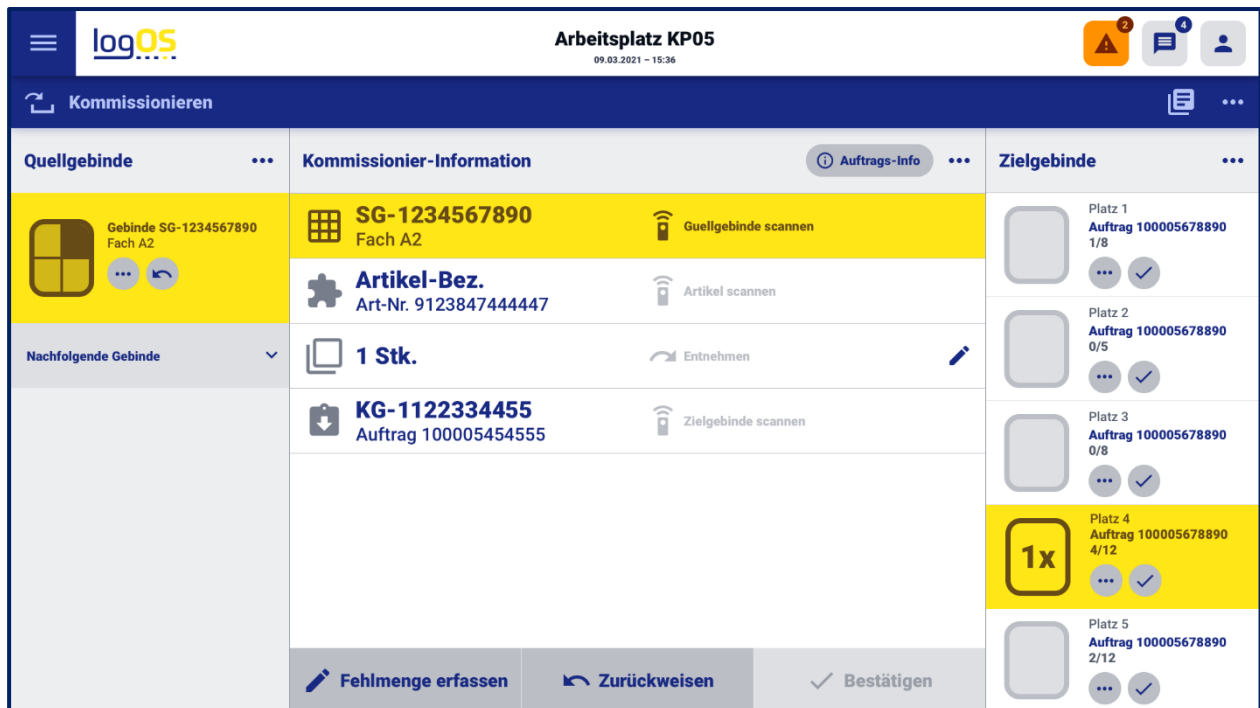 logOS
Arbeitsplatz KP05
09.03.2021 – 15:36
2
4
Kommissionieren
Quellgebinde
Gebinde SG-1234567890
Fach A2
Nachfolgende Gebinde
Kommissionier-Information
Auftrags-Info
SG-1234567890
Fach A2
Guellgebinde scannen
Artikel-Bez.
Art-Nr. 9123847444447
Artikel scannen
1 Stk.
Entnehmen
KG-1122334455
Auftrag 100005454555
Zielgebinde scannen
Fehlmenge erfassen
Zurückweisen
Bestätigen
Zielgebinde
Platz 1
Auftrag 100005678890
1/8
Platz 2
Auftrag 100005678890
0/5
Platz 3
Auftrag 100005678890
0/8
1x
Platz 4
Auftrag 100005678890
4/12
Platz 5
Auftrag 100005678890
2/12